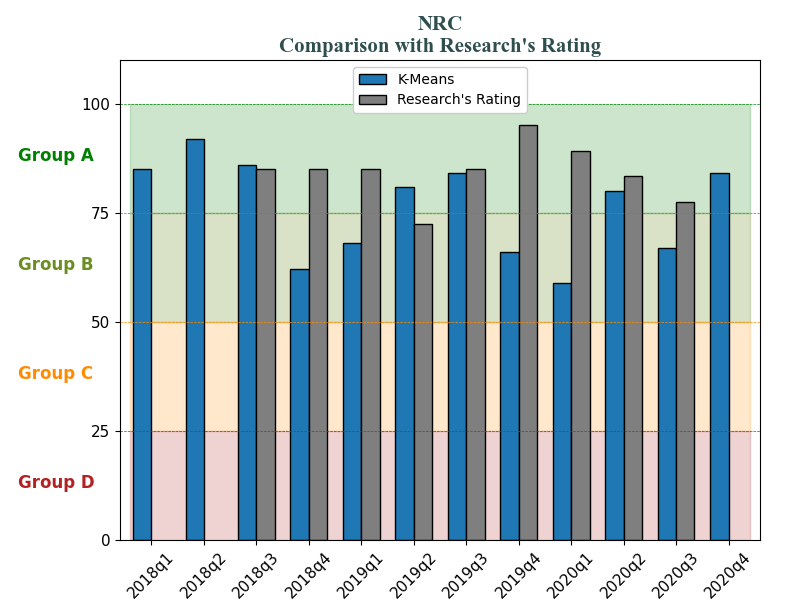 NRC
Comparison with Research's Rating
K-Means
Research's Rating
100
Group A
75
Group B
50
Group C
25
Group D
0
2018q1
2018q2
2018q3
2018q4
2019q1
2019q2
2019q3
2019q4
2020q1
2020q2
2020q3
2020q4